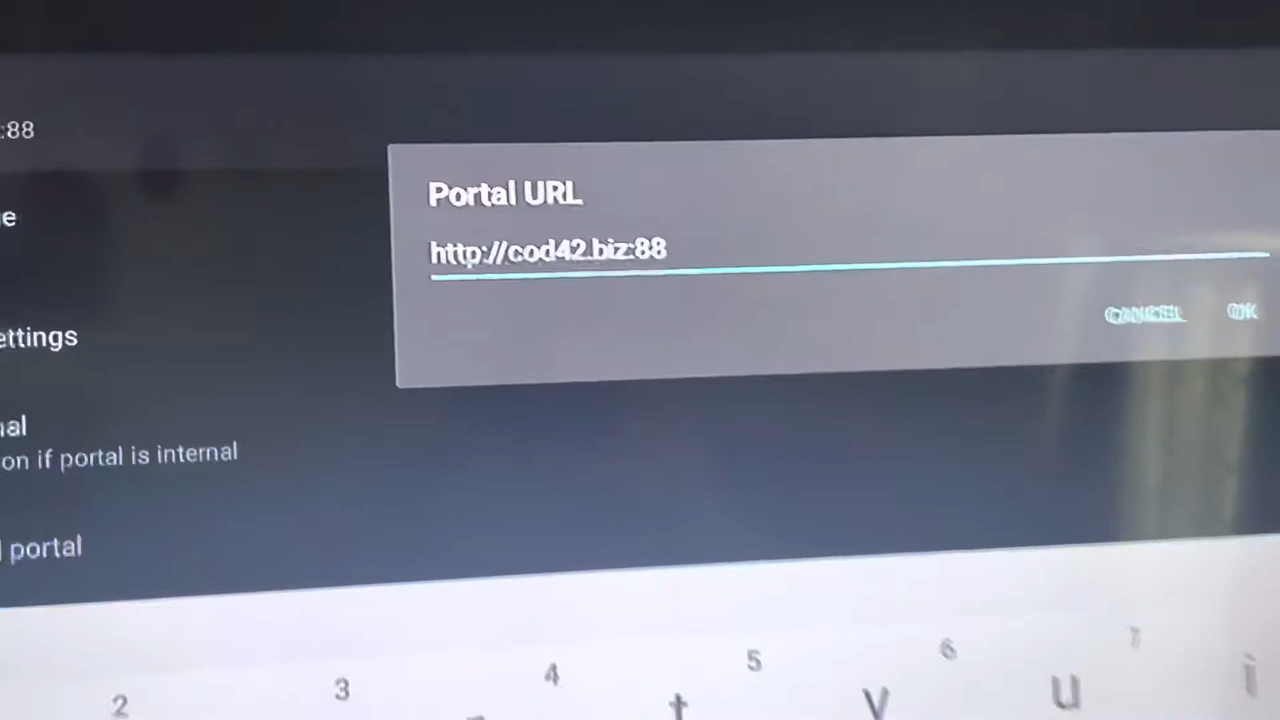 :88
e
Portal URL
http://cod42.biz:88
CANCEL OK
ettings
nal
on if portal is internal
portal
2 3 4 5 6 7
t y u i